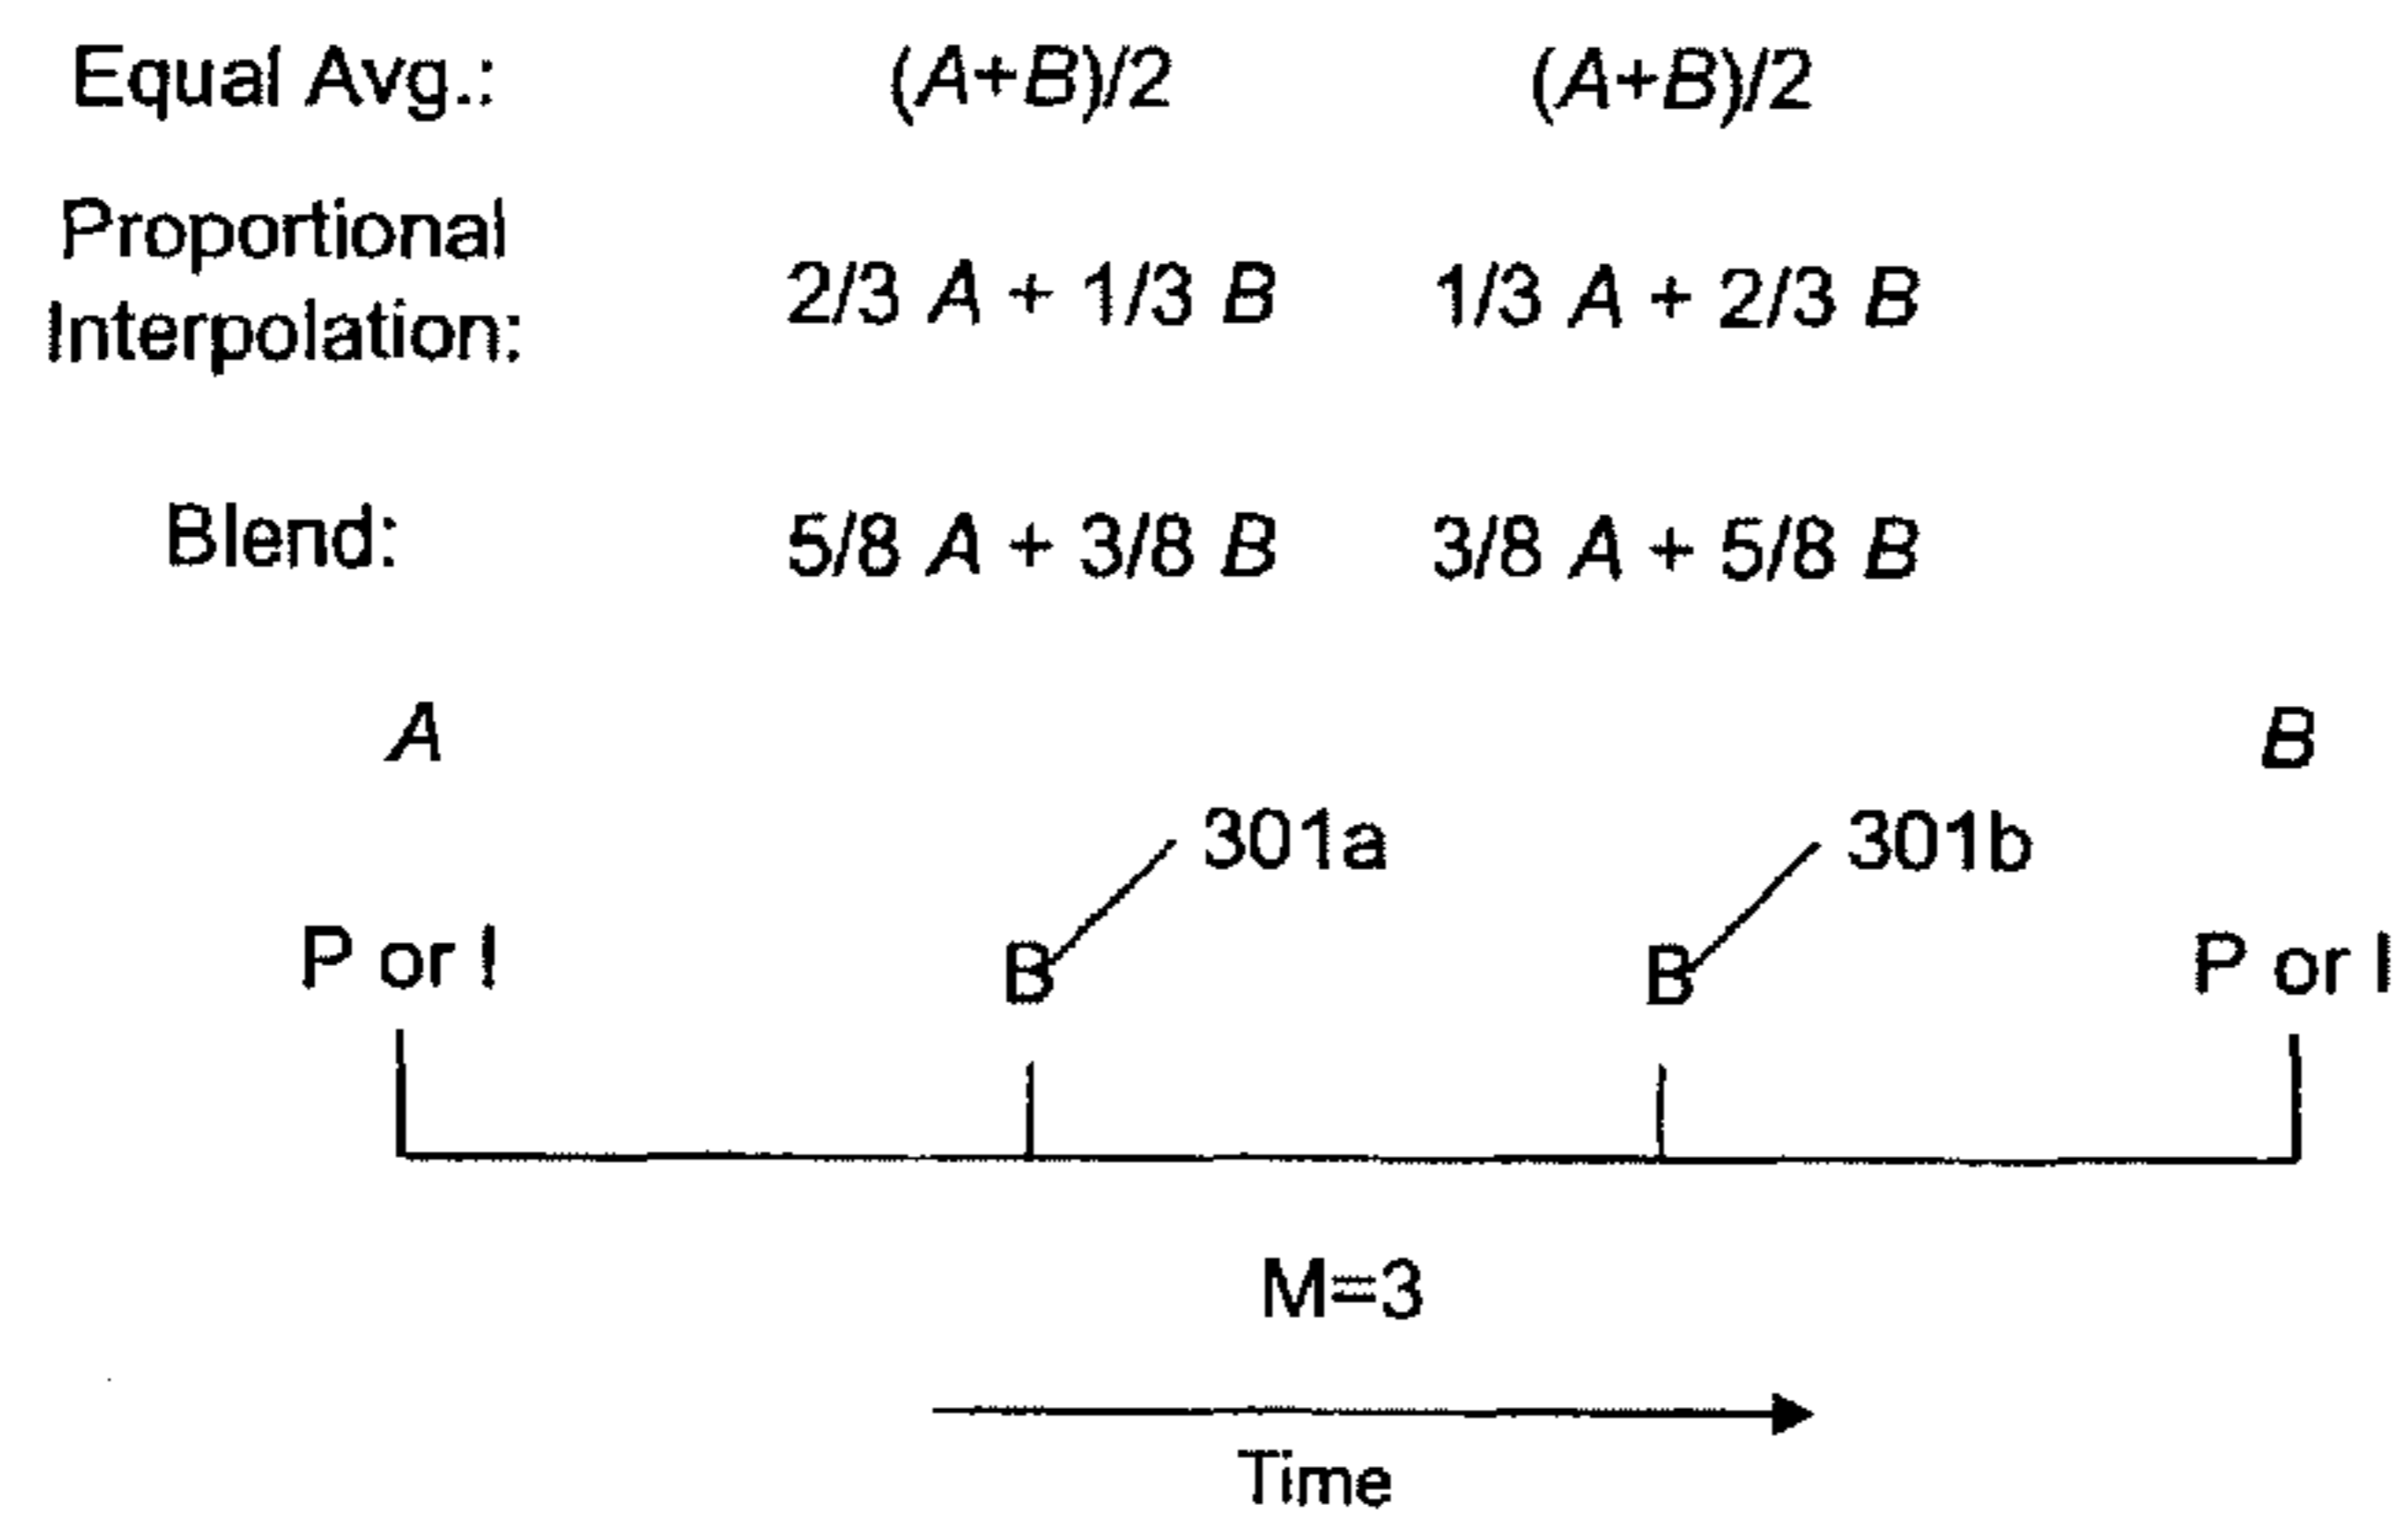 Equal Avg.: (A+B)/2 (A+B)/2
Proportional
Interpolation: 2/3 A + 1/3 B 1/3 A + 2/3 B
Blend: 5/8 A + 3/8 B 3/8 A + 5/8 B
A B
301a 301b
P or I B B P or I
M=3
Time